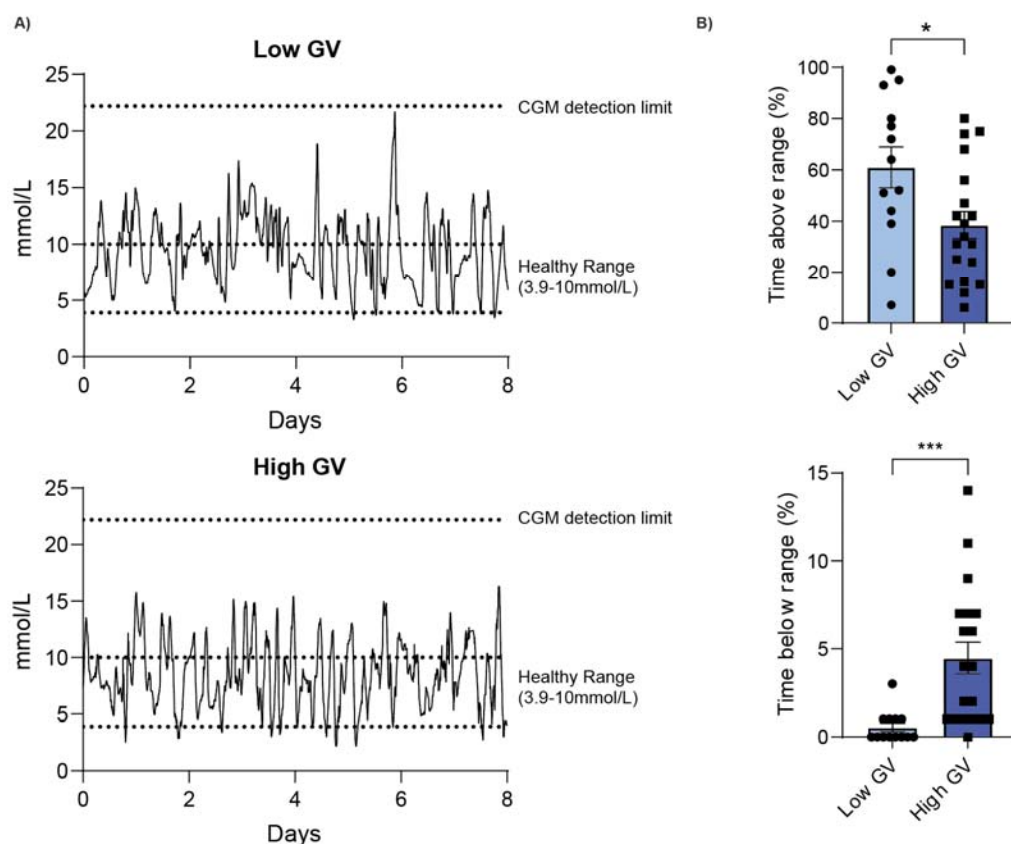 A)
Low GV
25
20
15
10
5
0
mmol/L
CGM detection limit
Healthy Range
(3.9-10mmol/L)
0 2 4 6 8
Days
High GV
25
20
15
10
5
0
mmol/L
CGM detection limit
Healthy Range
(3.9-10mmol/L)
0 2 4 6 8
Days
B)
*
100
80
60
40
20
0
Time above range (%)
Low GV
High GV
***
15
10
5
0
Time below range (%)
Low GV
High GV